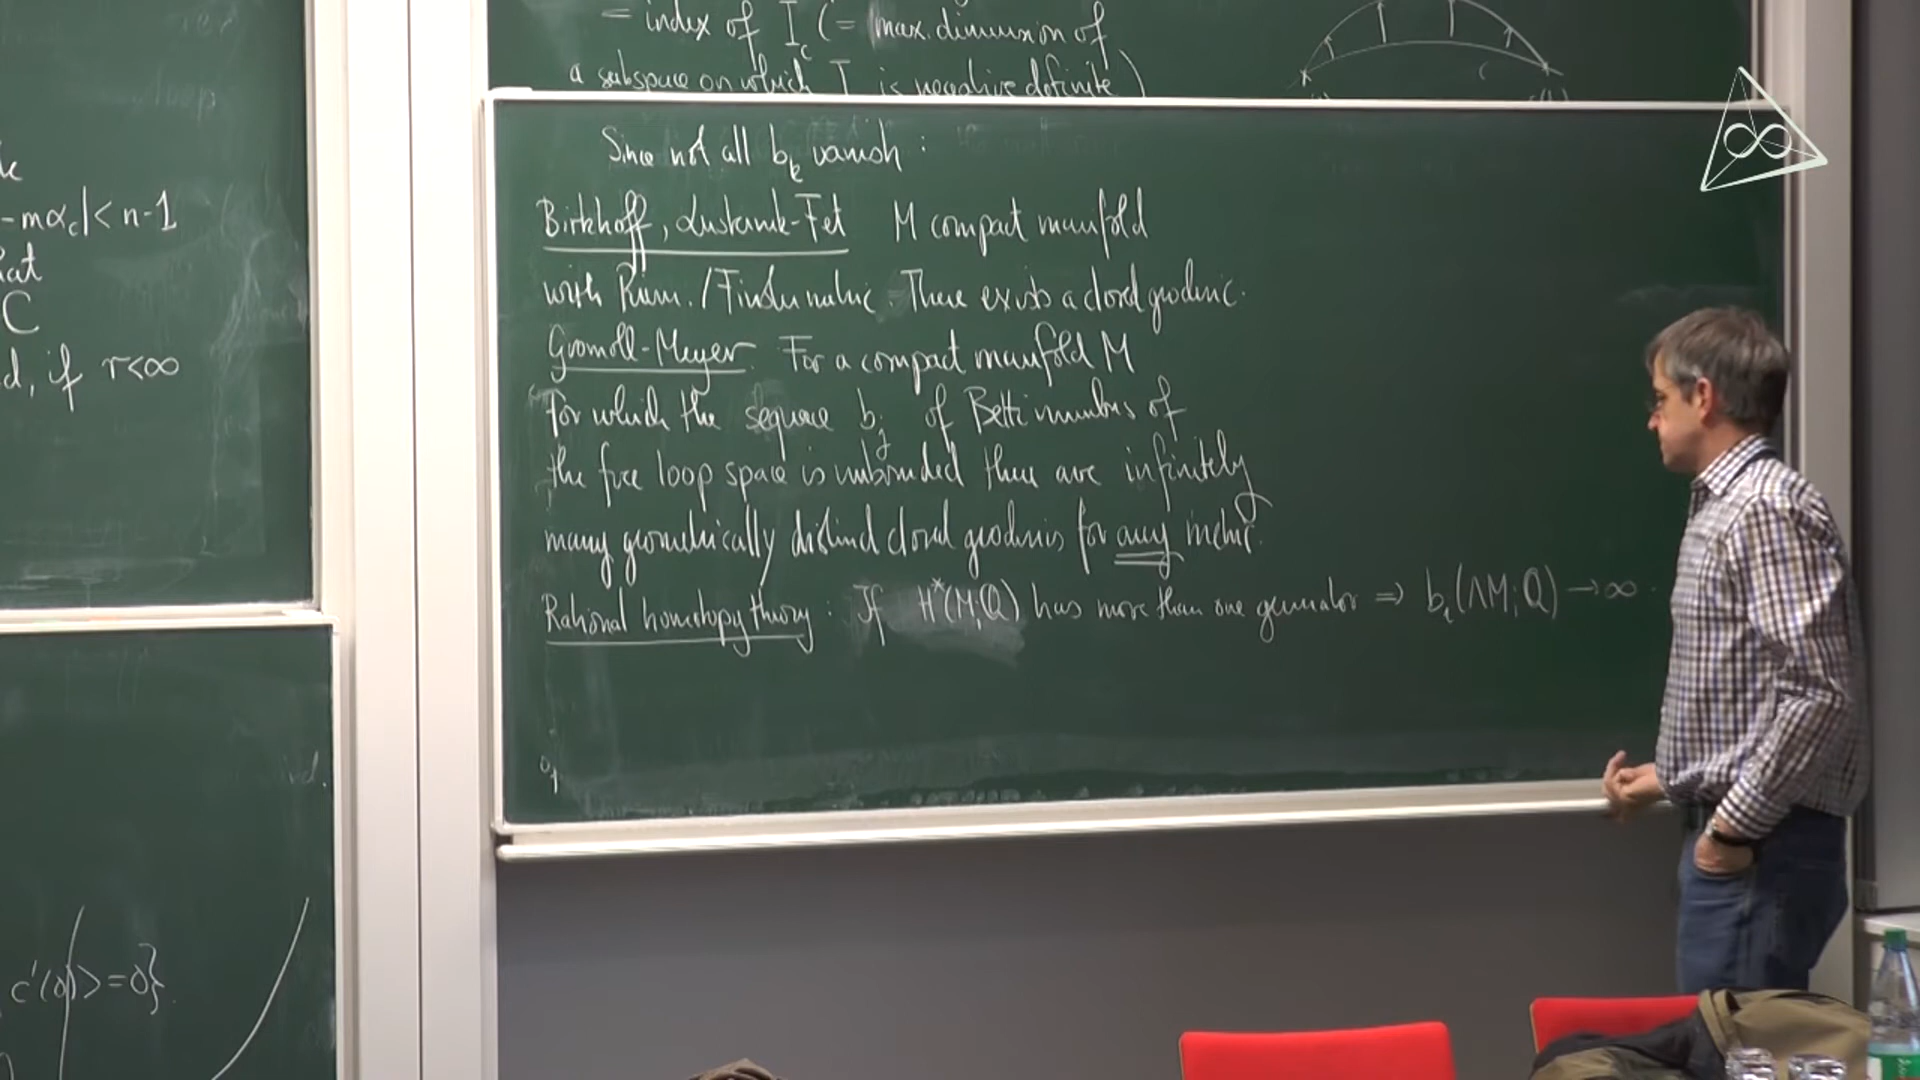 = index of I_c (= max. dimension of
a subspace on which I is negative definite)
- mα_c| < n-1
C
d, if r<∞
c'(0)> = 0}
Since not all b_k vanish :
Birkhoff, Lusternik-Fet M compact manifold
with Riem. / Finsler metric. There exists a closed geodesic.
Gromoll-Meyer. For a compact manifold M
for which the sequence b_j of Betti numbers of
the free loop space is unbounded there are infinitely
many geometrically distinct closed geodesics for any metric.
Rational homotopy theory : If H*(M;Q) has more than one generator ⇒ b_i(ΛM;Q) → ∞
∞